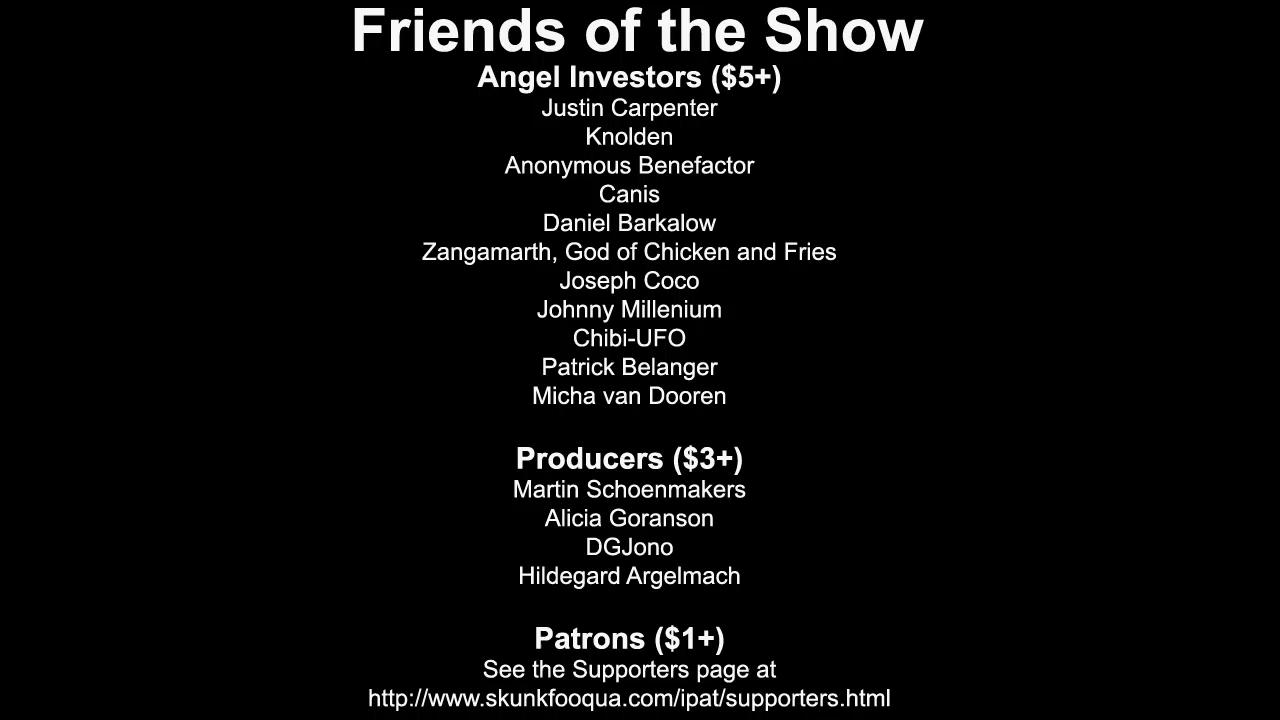 Friends of the Show
Angel Investors ($5+)
Justin Carpenter
Knolden
Anonymous Benefactor
Canis
Daniel Barkalow
Zangamarth, God of Chicken and Fries
Joseph Coco
Johnny Millenium
Chibi-UFO
Patrick Belanger
Micha van Dooren
Producers ($3+)
Martin Schoenmakers
Alicia Goranson
DGJono
Hildegard Argelmach
Patrons ($1+)
See the Supporters page at
http://www.skunkfooqua.com/ipat/supporters.html